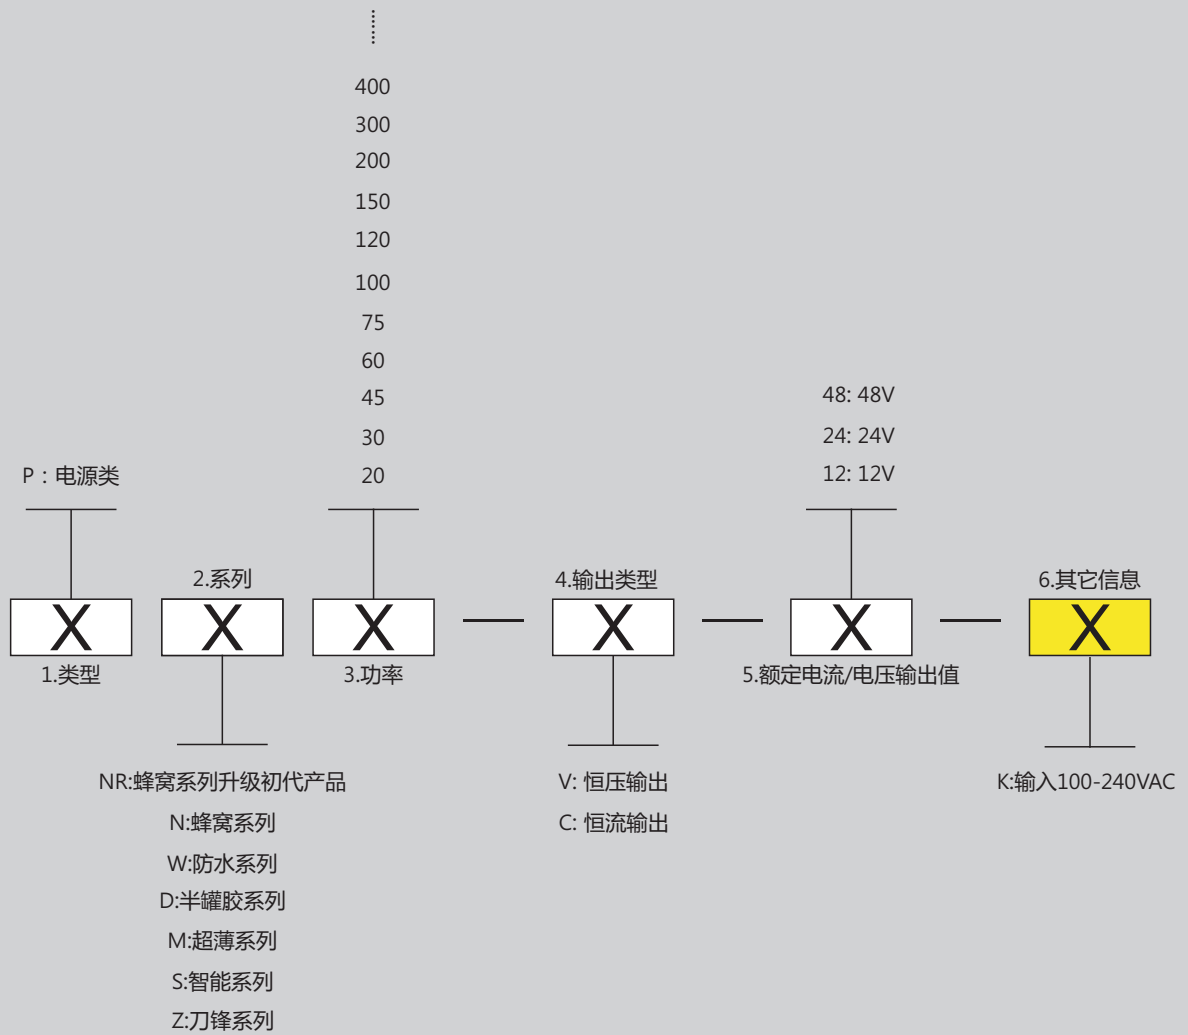 400
300
200
150
120
100
75
60
45
30
20
48: 48V
24: 24V
12: 12V
P：电源类
2.系列
4.输出类型
6.其它信息
X X X — X — X — X
1.类型
3.功率
5.额定电流/电压输出值
NR:蜂窝系列升级初代产品
N:蜂窝系列
W:防水系列
D:半罐胶系列
M:超薄系列
S:智能系列
Z:刀锋系列
V: 恒压输出
C: 恒流输出
K:输入100-240VAC